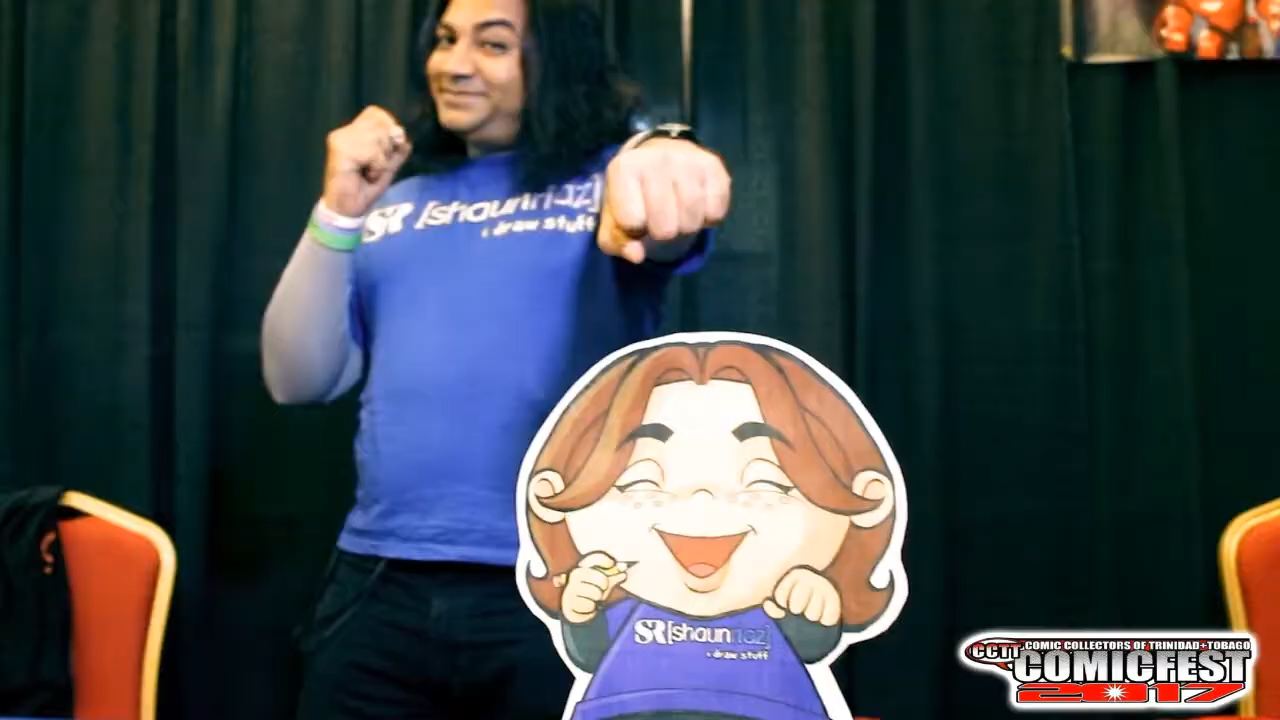 SR [shaunriaz]
i draw stuff
SR[shaunriaz]
i draw stuff
CCTT COMIC COLLECTORS OF TRINIDAD+TOBAGO
COMICFEST
2017